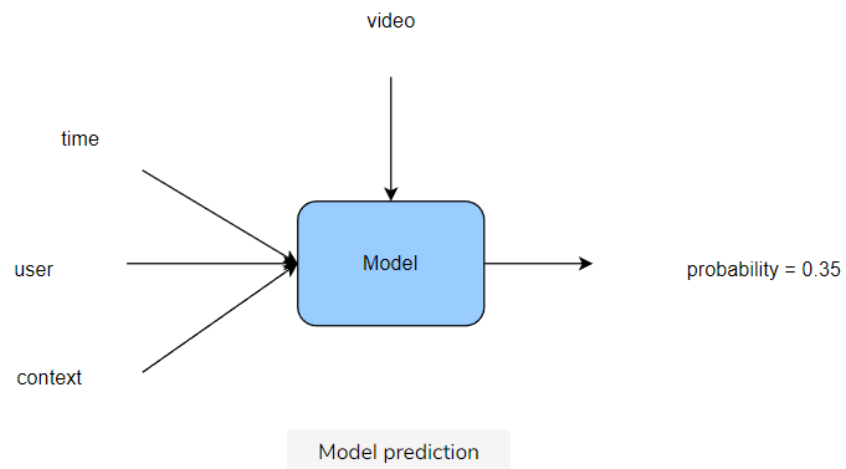 video
time
user
Model
probability = 0.35
context
Model prediction